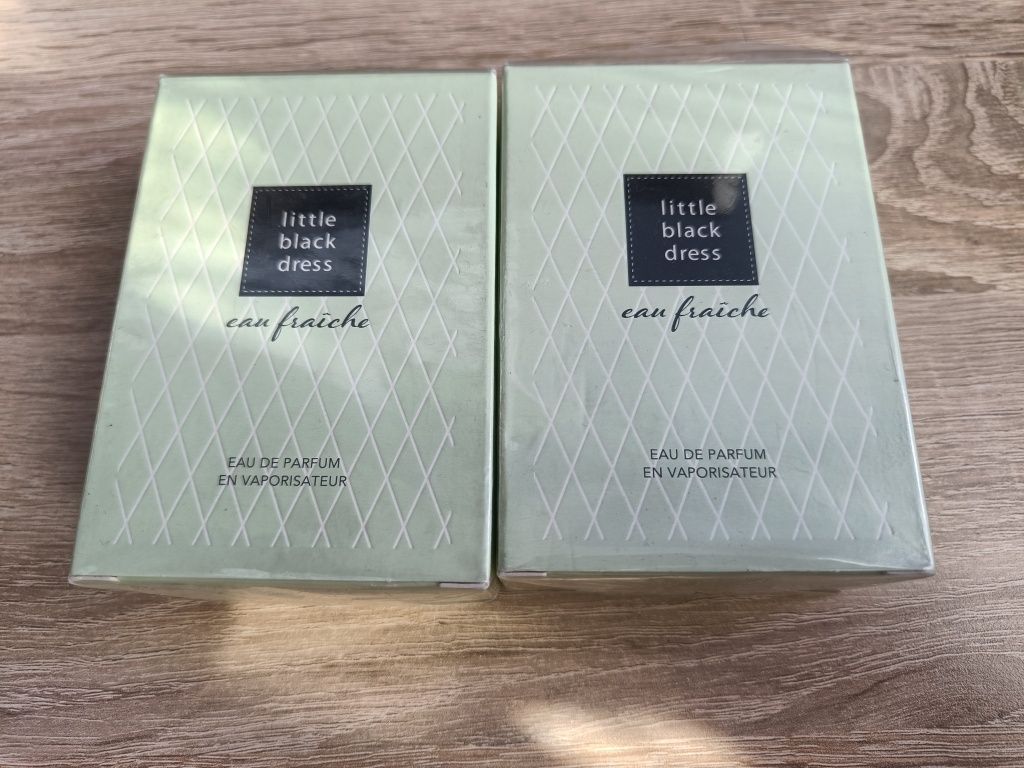 little
black
dress
eau fraîche
EAU DE PARFUM
EN VAPORISATEUR
little
black
dress
eau fraîche
EAU DE PARFUM
EN VAPORISATEUR